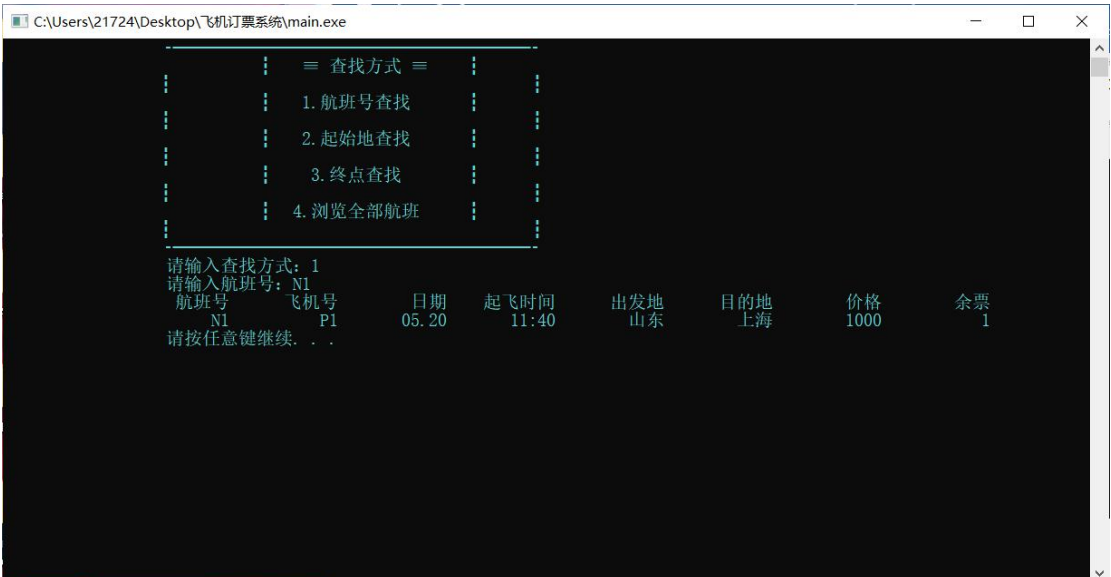 C:\Users\21724\Desktop\飞机订票系统\main.exe
≡ 查找方式 ≡
1.航班号查找
2.起始地查找
3.终点查找
4.浏览全部航班
请输入查找方式: 1
请输入航班号: N1
航班号 飞机号 日期 起飞时间 出发地 目的地 价格 余票
N1 P1 05.20 11:40 山东 上海 1000 1
请按任意键继续. . .